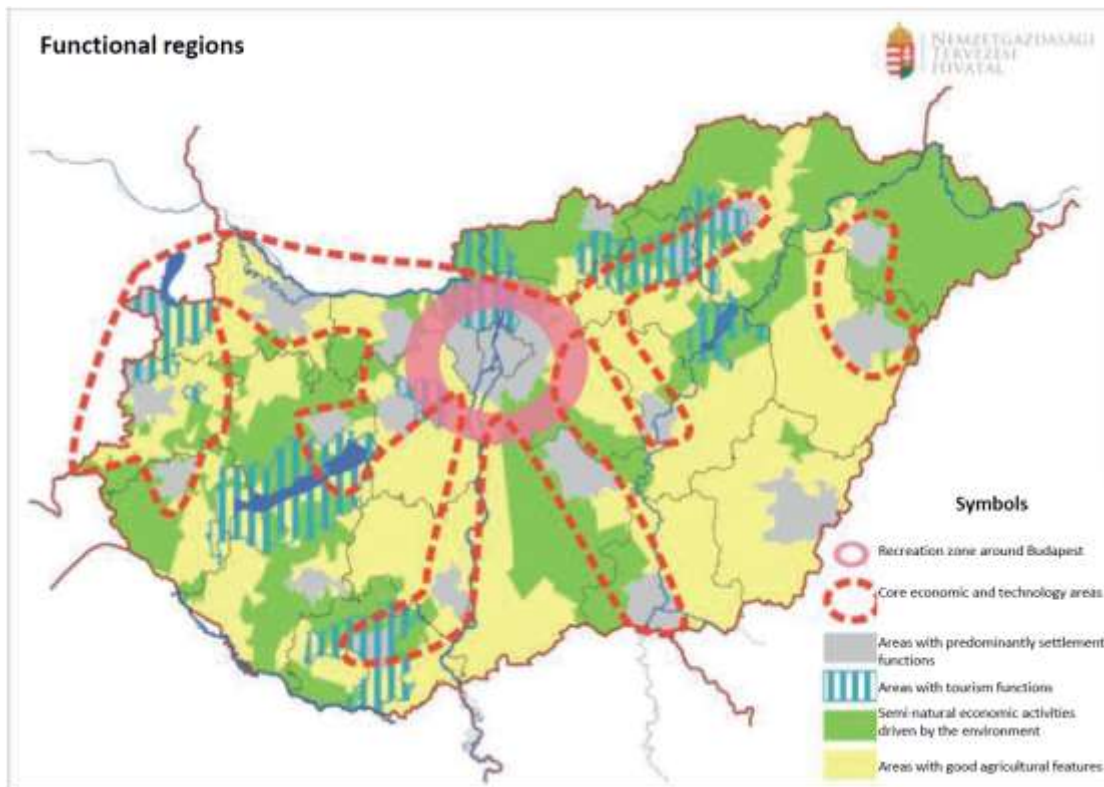 Functional regions
NEMZETGAZDASÁGI
TERVEZÉSI
HIVATAL
Symbols
Recreation zone around Budapest
Core economic and technology areas
Areas with predominantly settlement
functions
Areas with tourism functions
Semi-natural economic activities
driven by the environment
Areas with good agricultural features